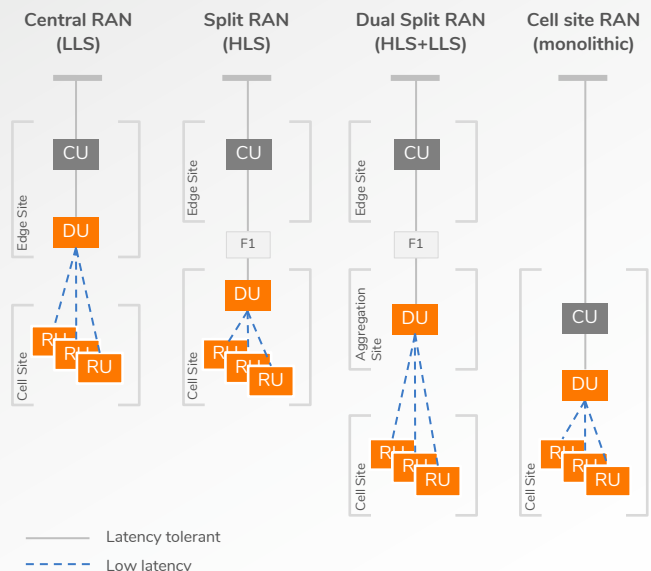 Central RAN
(LLS)
Split RAN
(HLS)
Dual Split RAN
(HLS+LLS)
Cell site RAN
(monolithic)
Edge Site
CU
DU
Cell Site
RU
RU
RU
Edge Site
CU
F1
Cell Site
DU
RU
RU
RU
Edge Site
CU
F1
Aggregation
Site
DU
Cell Site
RU
RU
RU
Cell Site
CU
DU
RU
RU
RU
Latency tolerant
Low latency